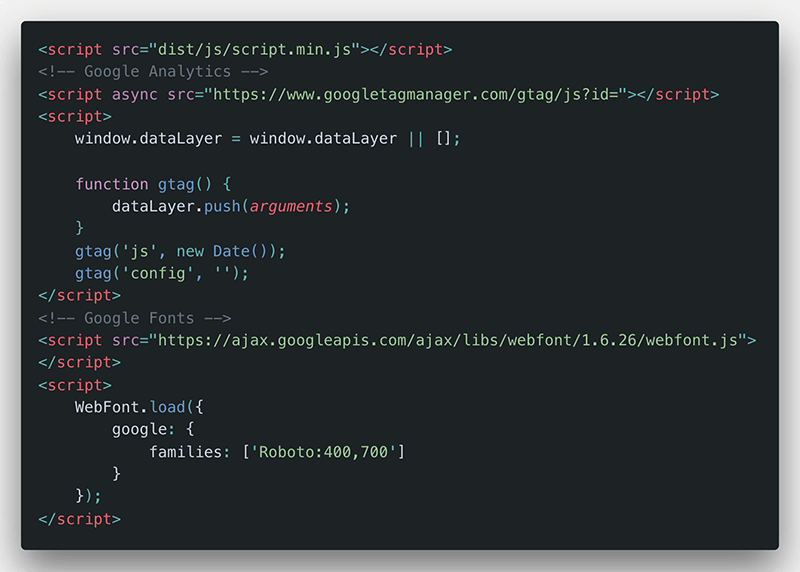 <script src="dist/js/script.min.js"></script>
<!-- Google Analytics -->
<script async src="https://www.googletagmanager.com/gtag/js?id="></script>
<script>
    window.dataLayer = window.dataLayer || [];

    function gtag() {
        dataLayer.push(arguments);
    }
    gtag('js', new Date());
    gtag('config', '');
</script>
<!-- Google Fonts -->
<script src="https://ajax.googleapis.com/ajax/libs/webfont/1.6.26/webfont.js">
</script>
<script>
    WebFont.load({
        google: {
            families: ['Roboto:400,700']
        }
    });
</script>